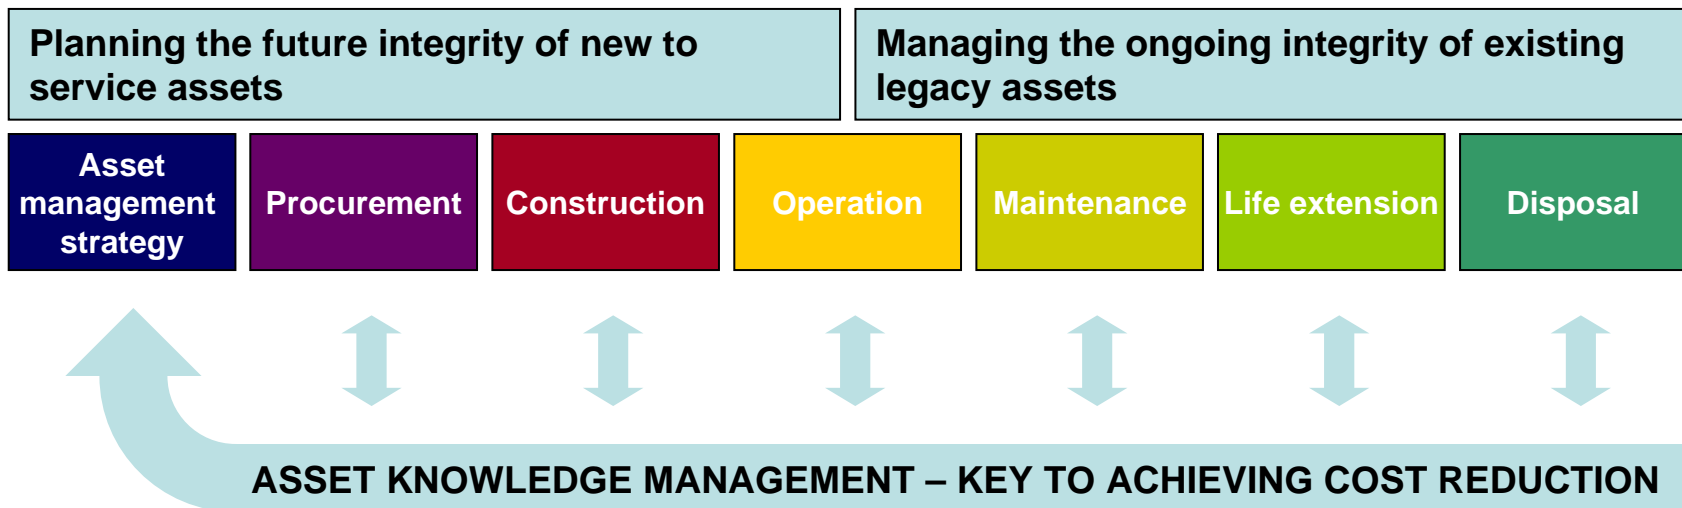 Planning the future integrity of new to
service assets
Managing the ongoing integrity of existing
legacy assets
Asset
management
strategy
Procurement
Construction
Operation
Maintenance
Life extension
Disposal
ASSET KNOWLEDGE MANAGEMENT – KEY TO ACHIEVING COST REDUCTION